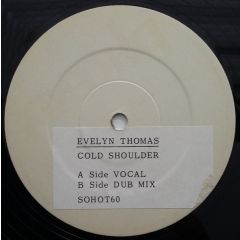 EVELYN THOMAS
COLD SHOULDER
A Side VOCAL
B Side DUB MIX
SOHOT60